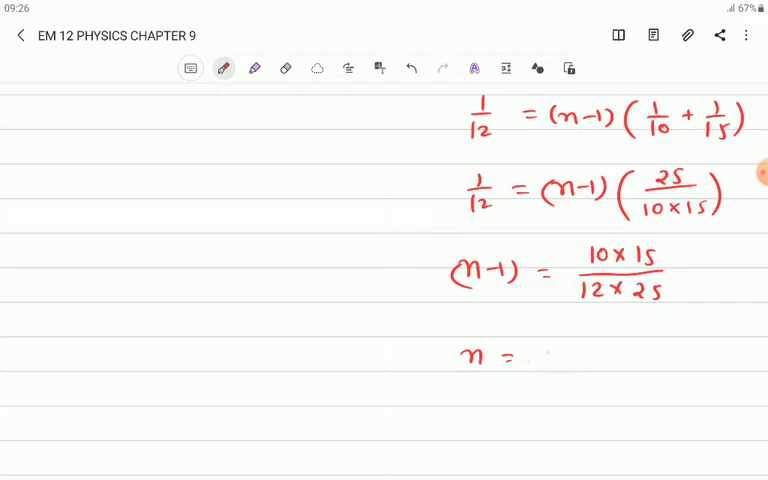 09:26 67%
EM 12 PHYSICS CHAPTER 9
1/12 = (n-1) (1/10 + 1/15)
1/12 = (n-1) (25/10×15)
(n-1) = 10×15/12×25
n =